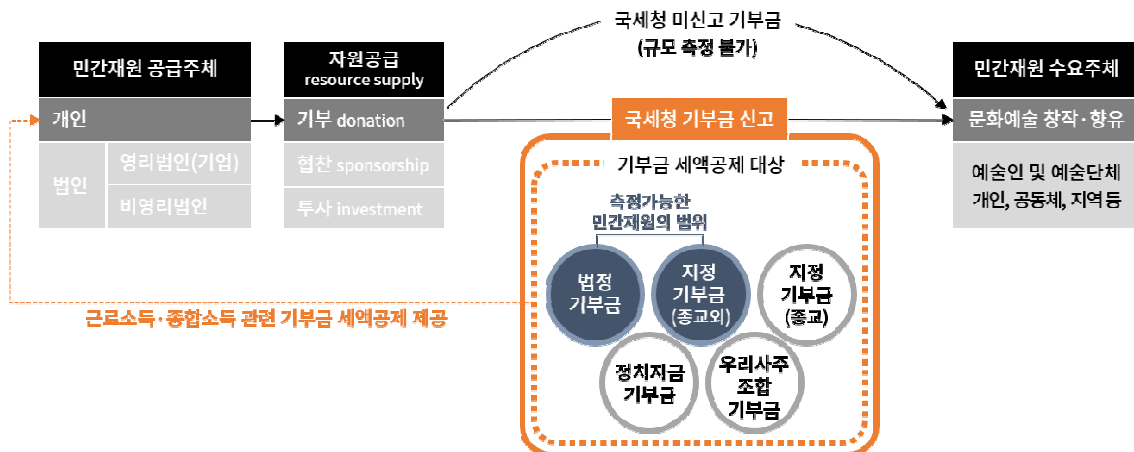 국세청 미신고 기부금
(규모 측정 불가)
민간재원 공급주체
자원공급
resource supply
민간재원 수요주체
개인
기부 donation
국세청 기부금 신고
문화예술 창작·향유
법인
영리법인(기업)
비영리법인
협찬 sponsorship
투사 investment
기부금 세액공제 대상
예술인 및 예술단체
개인, 공동체, 지역 등
측정가능한
민간재원의 범위
법정
기부금
지정
기부금
(종교외)
지정
기부금
(종교)
근로소득·종합소득 관련 기부금 세액공제 제공
정치자금
기부금
우리사주
조합
기부금